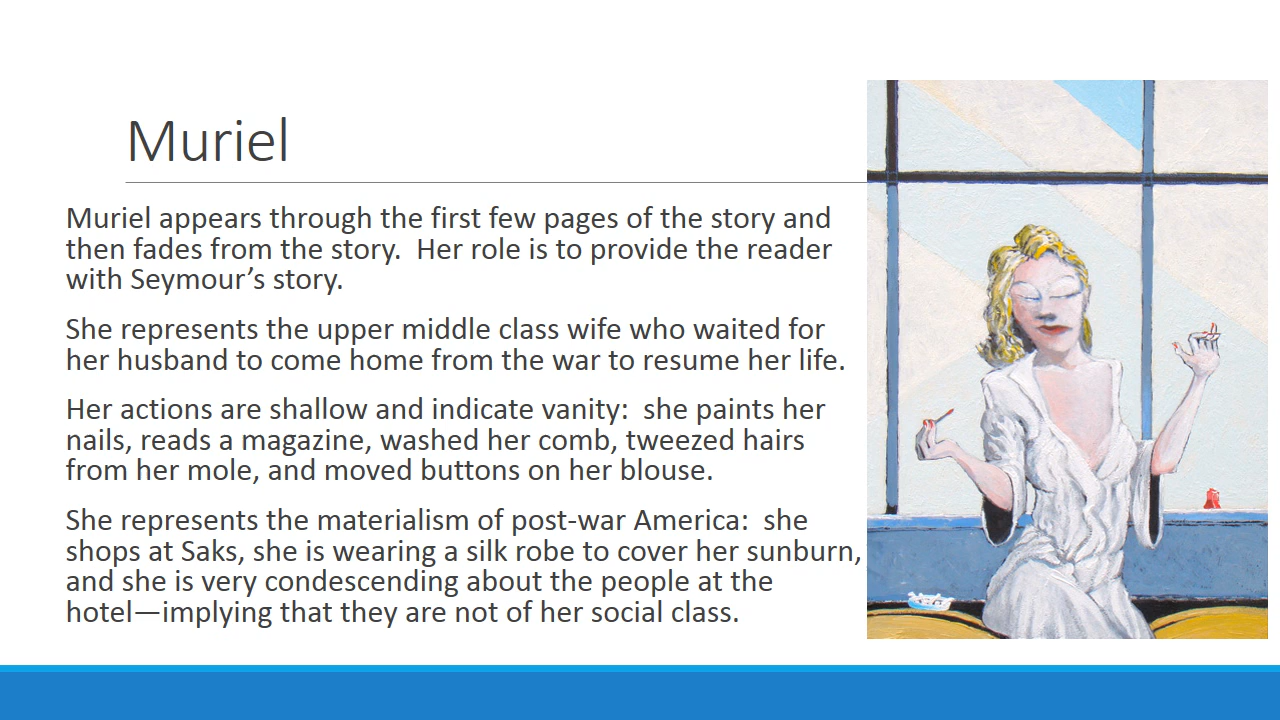 Muriel
Muriel appears through the first few pages of the story and
then fades from the story.  Her role is to provide the reader
with Seymour’s story.
She represents the upper middle class wife who waited for
her husband to come home from the war to resume her life.
Her actions are shallow and indicate vanity:  she paints her
nails, reads a magazine, washed her comb, tweezed hairs
from her mole, and moved buttons on her blouse.
She represents the materialism of post-war America:  she
shops at Saks, she is wearing a silk robe to cover her sunburn,
and she is very condescending about the people at the
hotel—implying that they are not of her social class.